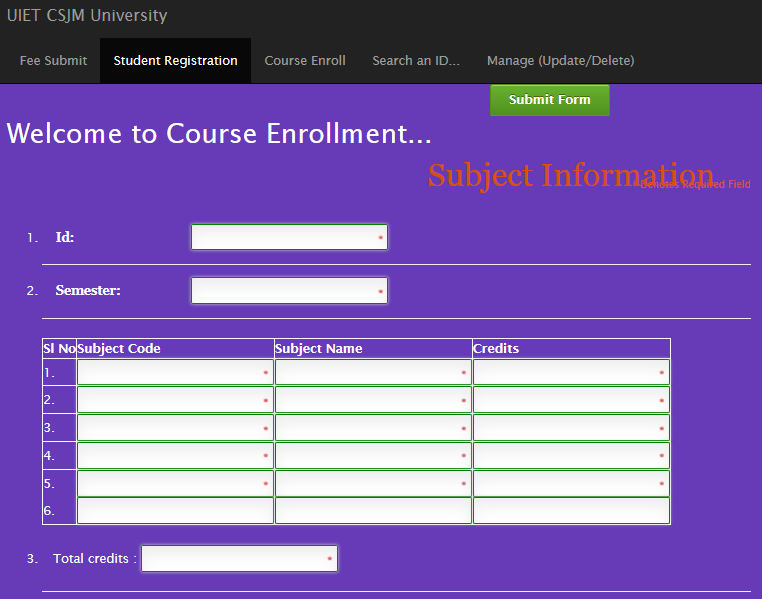 UIET CSJM University
Fee Submit Student Registration Course Enroll Search an ID... Manage (Update/Delete)
Submit Form
Welcome to Course Enrollment...
Subject Information
* Denotes Required Field
1. Id: *
2. Semester: *
Sl No Subject Code Subject Name Credits
1. * * *
2. * * *
3. * * *
4. * * *
5. * * *
6.
3. Total credits : *